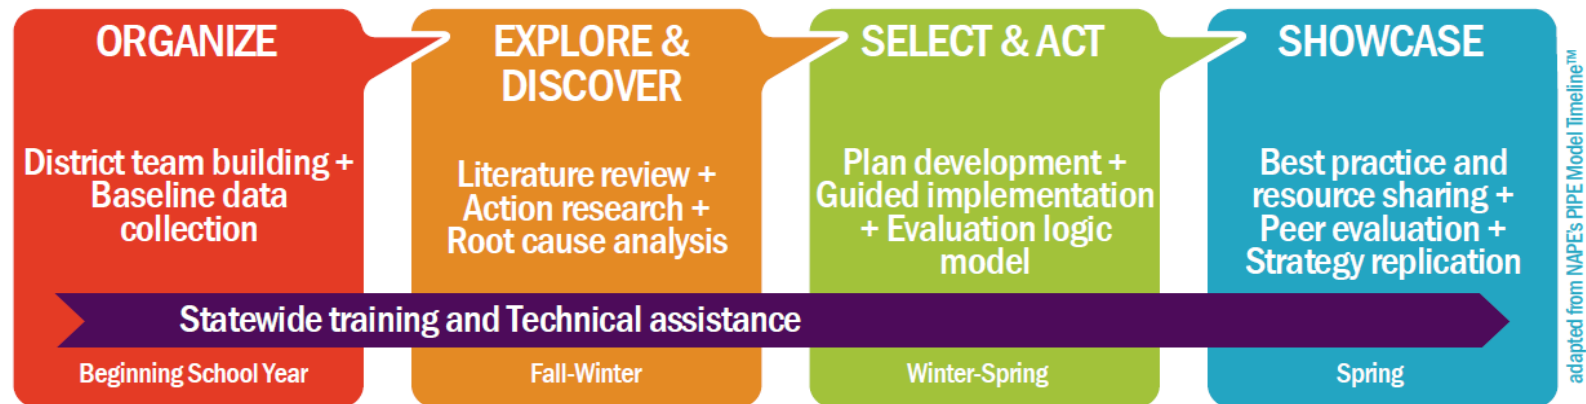 ORGANIZE
District team building +
Baseline data
collection
Beginning School Year
EXPLORE &
DISCOVER
Literature review +
Action research +
Root cause analysis
Fall-Winter
SELECT & ACT
Plan development +
Guided implementation
+ Evaluation logic
model
Winter-Spring
SHOWCASE
Best practice and
resource sharing +
Peer evaluation +
Strategy replication
Spring
Statewide training and Technical assistance
adapted from NAPE's PIPE Model Timeline™